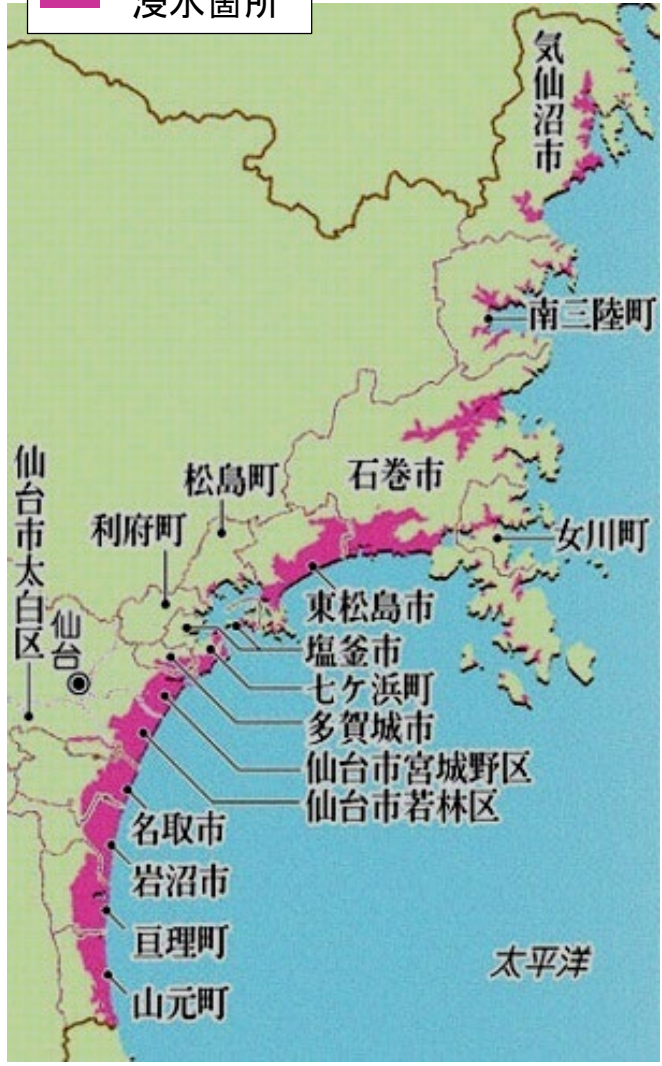 浸水箇所
気仙沼市
南三陸町
石巻市
松島町
利府町
仙台市太白区
仙台
女川町
東松島市
塩釜市
七ケ浜町
多賀城市
仙台市宮城野区
仙台市若林区
名取市
岩沼市
亘理町
山元町
太平洋